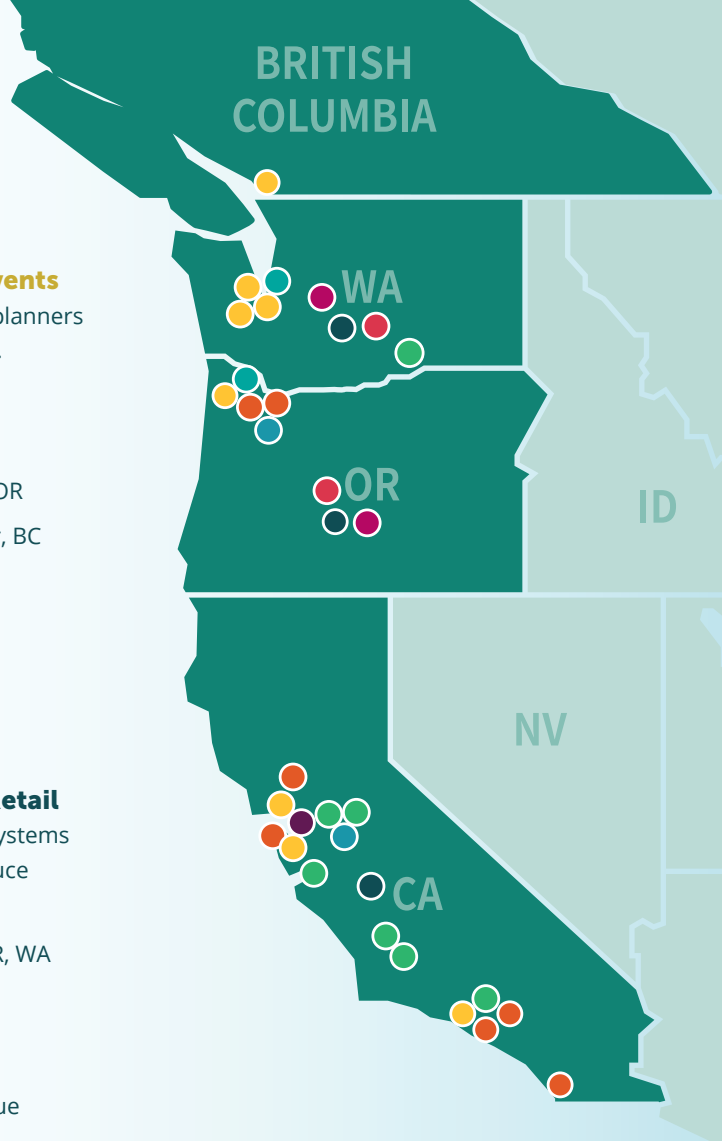 BRITISH
COLUMBIA
WA
OR
ID
NV
CA
vents
planners
OR
, BC
etail
ystems
uce
, WA
ue